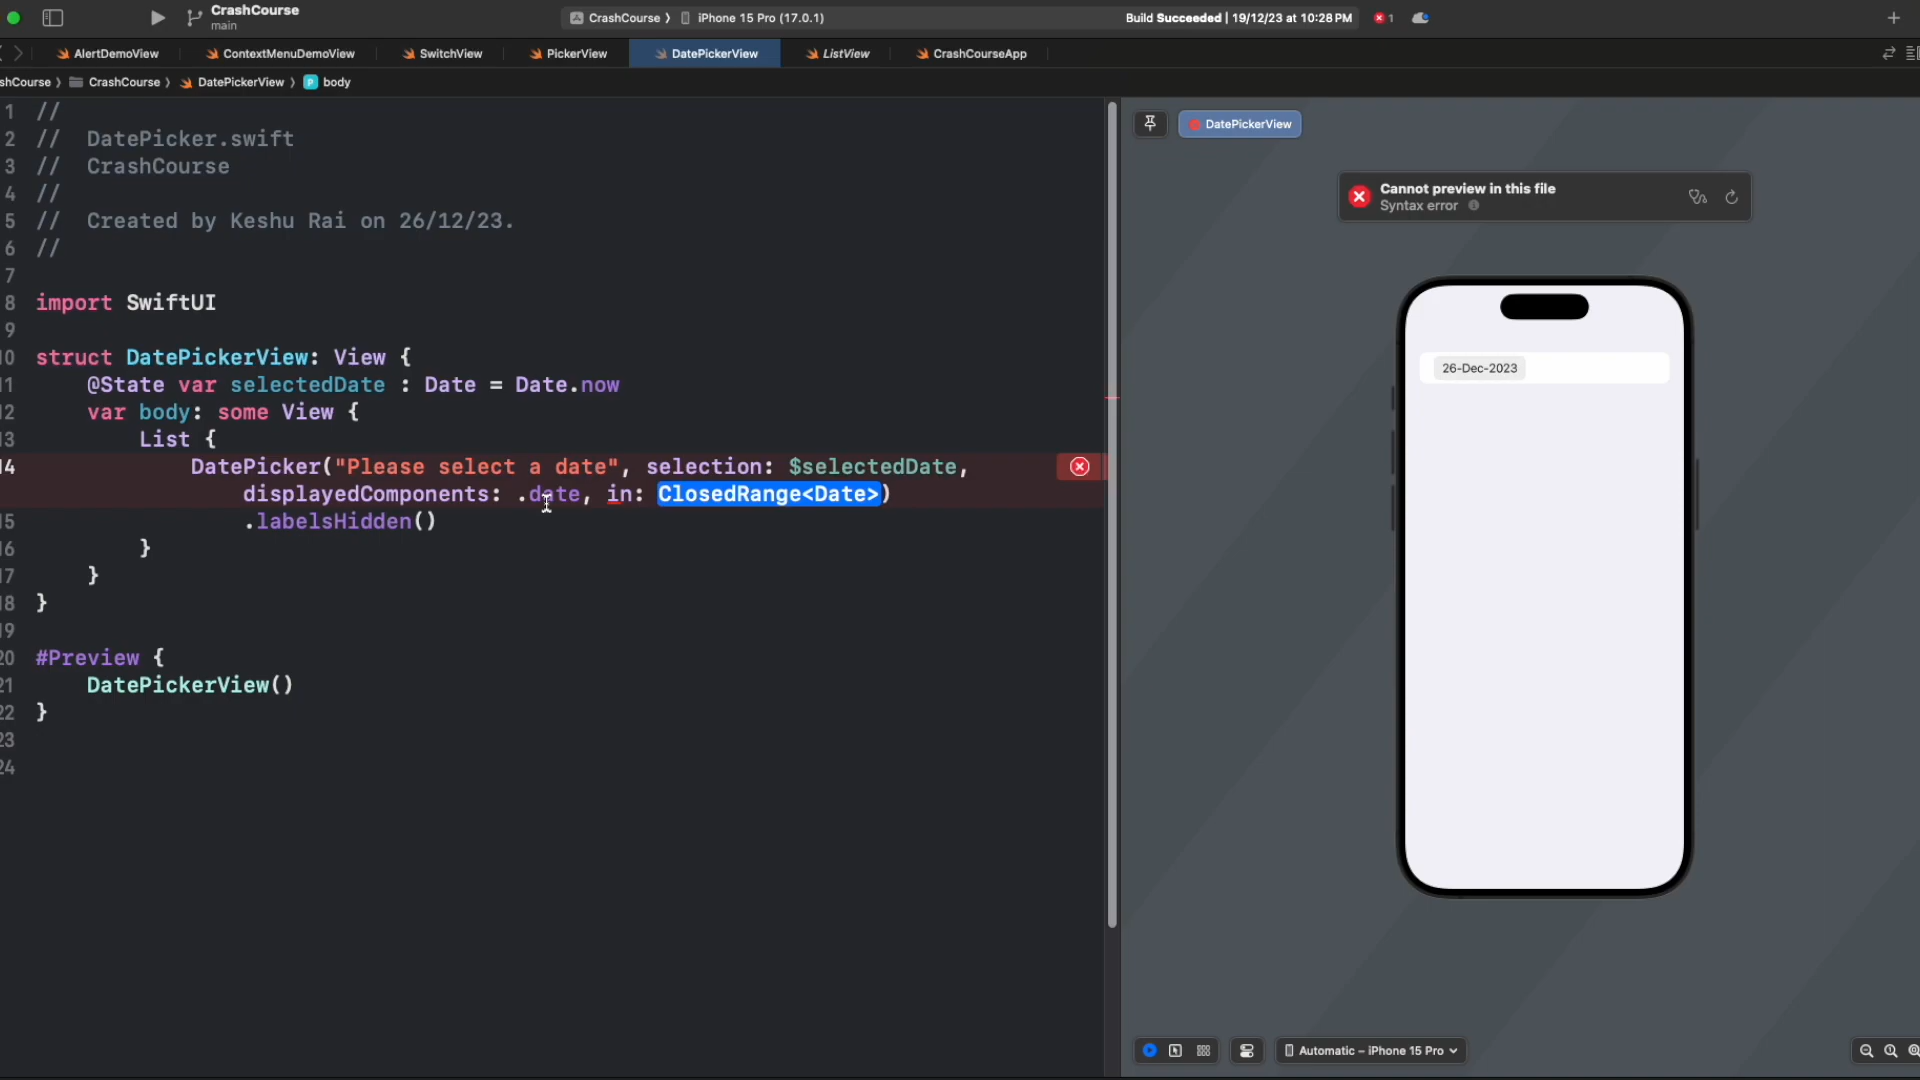 CrashCourse
main
CrashCourse 〉 iPhone 15 Pro (17.0.1)
Build Succeeded | 19/12/23 at 10:28 PM
1
AlertDemoView
ContextMenuDemoView
SwitchView
PickerView
DatePickerView
ListView
CrashCourseApp
shCourse 〉 CrashCourse 〉 DatePickerView 〉 body
1 //
2 //  DatePicker.swift
3 //  CrashCourse
4 //
5 //  Created by Keshu Rai on 26/12/23.
6 //
7
8 import SwiftUI
9
10 struct DatePickerView: View {
11     @State var selectedDate : Date = Date.now
12     var body: some View {
13         List {
14             DatePicker("Please select a date", selection: $selectedDate,
                displayedComponents: .date, in: ClosedRange<Date>)
15                 .labelsHidden()
16         }
17     }
18 }
19
20 #Preview {
21     DatePickerView()
22 }
23
24
DatePickerView
Cannot preview in this file
Syntax error
26-Dec-2023
Automatic – iPhone 15 Pro